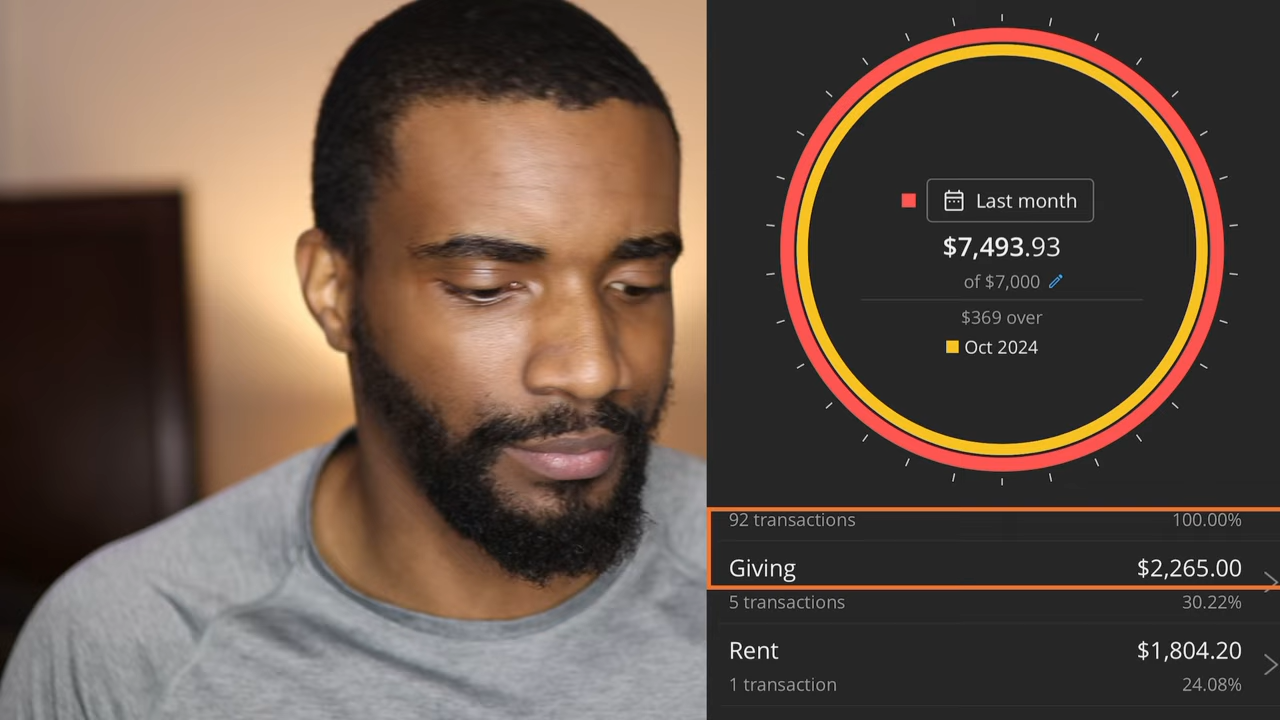 Last month
$7,493.93
of $7,000
$369 over
Oct 2024
92 transactions 100.00%
Giving $2,265.00
5 transactions 30.22%
Rent $1,804.20
1 transaction 24.08%